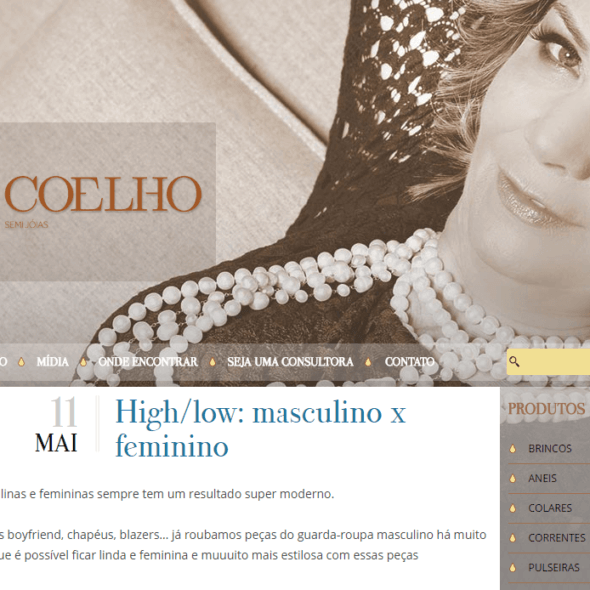 COELHO
SEMI JÓIAS
O MÍDIA ONDE ENCONTRAR SEJA UMA CONSULTORA CONTATO
11
MAI
High/low: masculino x
feminino
linas e femininas sempre tem um resultado super moderno.
s boyfriend, chapéus, blazers... já roubamos peças do guarda-roupa masculino há muito
ue é possível ficar linda e feminina e muuuito mais estilosa com essas peças
PRODUTOS
BRINCOS
ANEIS
COLARES
CORRENTES
PULSEIRAS